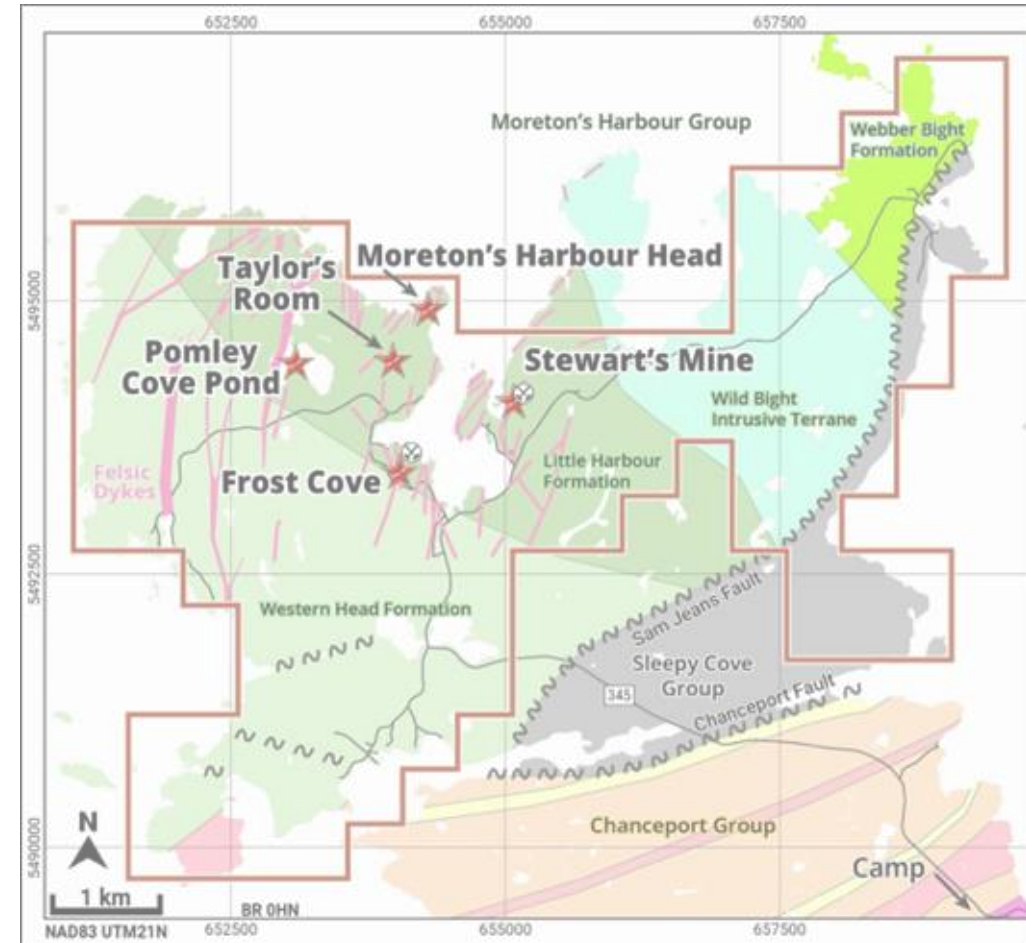 652500 655000 657500
Moreton's Harbour Group
Webber Bight
Formation
Moreton's Harbour Head
Taylor's
Room
5495000
Pomley
Cove Pond
Stewart's Mine
Wild Bight
Intrusive Terrane
Felsic
Dykes
Frost Cove
Little Harbour
Formation
5492500
Western Head Formation
Sam Jeans Fault
Sleepy Cove
Group
345
Chanceport Fault
N
5490000
Chanceport Group
Camp
1 km
BR 0HN
NAD83 UTM21N
652500 655000 657500